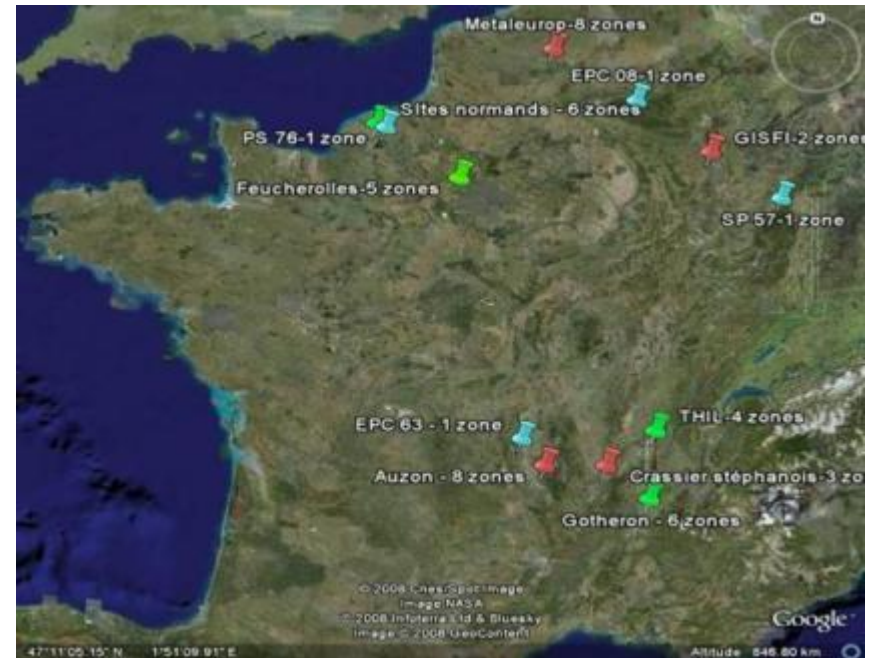 N
Metaleurop-8 zones
EPC 08-1 zone
Sites normands - 6 zones
PS 76-1 zone
GISFI-2 zones
Feucherolles-5 zones
SP 57-1 zone
THIL-4 zones
EPC 63 - 1 zone
Auzon - 8 zones
Crassier stéphanois-3 zo
Gotheron - 6 zones
© 2008 Cnes/Spot Image
Image NASA
© 2008 Infoterra Ltd & Bluesky
Image © 2008 GeoContent
Google
47°11'05.15" N 1°51'09.91" E
Altitude 846.80 km